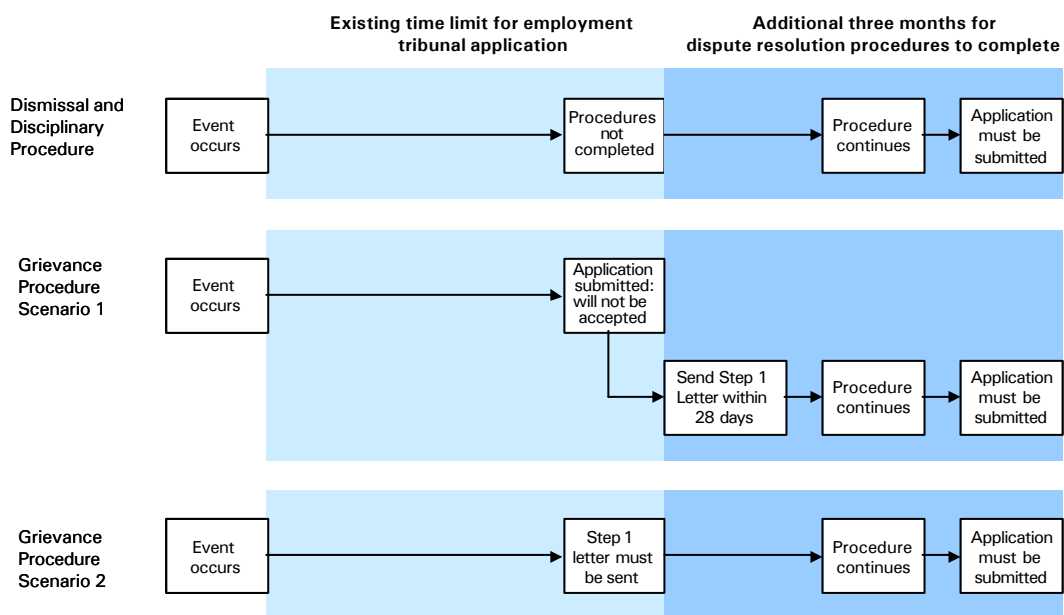 Existing time limit for employment
tribunal application
Additional three months for
dispute resolution procedures to complete
Dismissal and
Disciplinary
Procedure
Event
occurs
Procedures
not
completed
Procedure
continues
Application
must be
submitted
Grievance
Procedure
Scenario 1
Event
occurs
Application
submitted:
will not be
accepted
Send Step 1
Letter within
28 days
Procedure
continues
Application
must be
submitted
Grievance
Procedure
Scenario 2
Event
occurs
Step 1
letter must
be sent
Procedure
continues
Application
must be
submitted